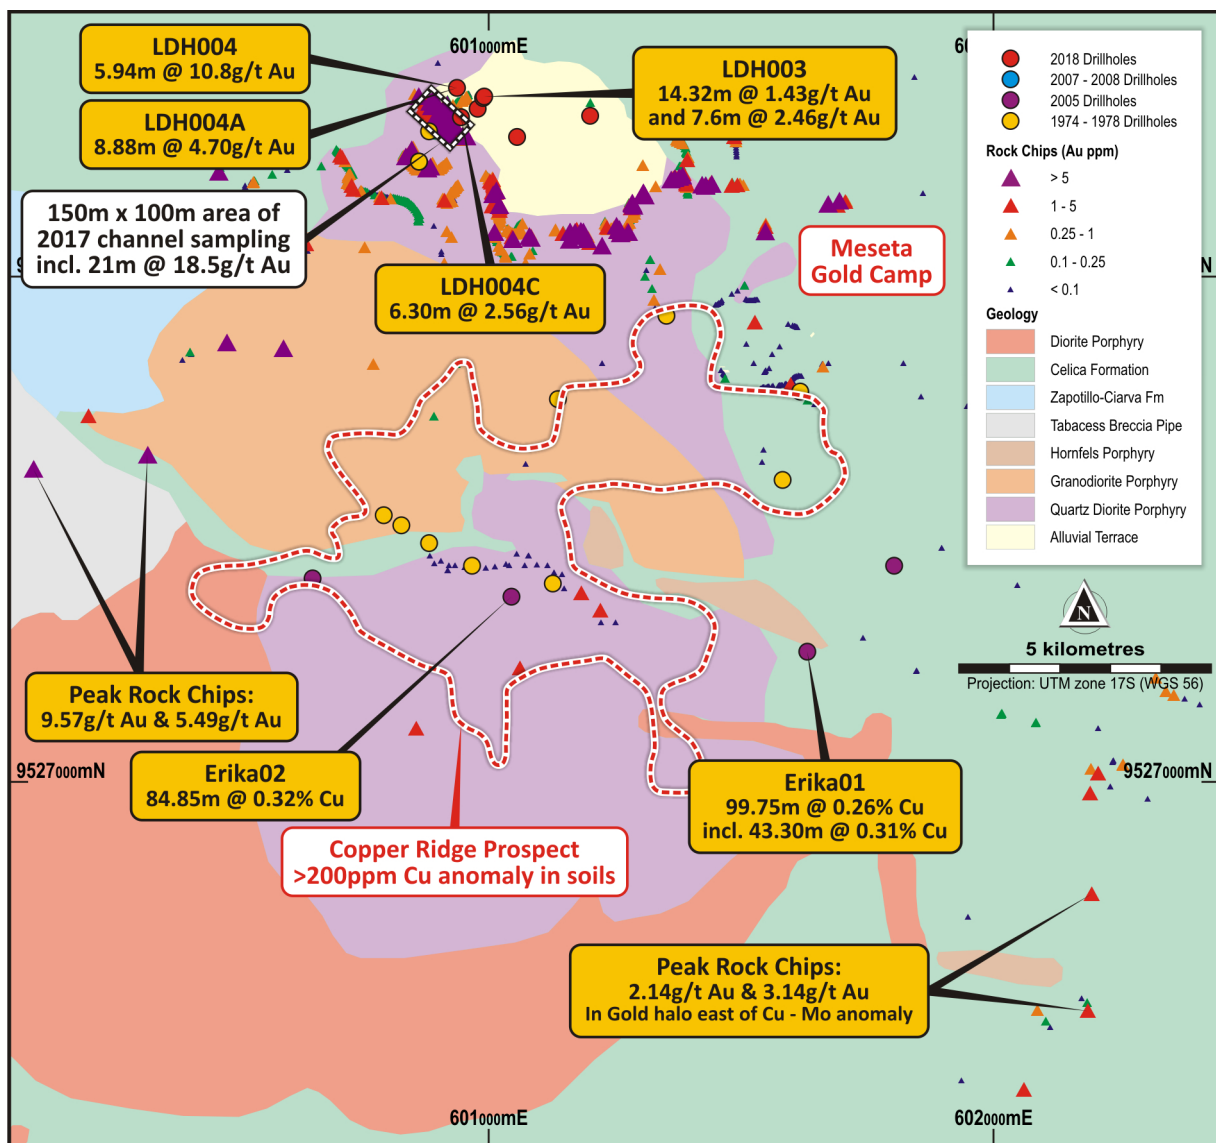 601000mE
60
LDH004
5.94m @ 10.8g/t Au
LDH003
14.32m @ 1.43g/t Au
and 7.6m @ 2.46g/t Au
LDH004A
8.88m @ 4.70g/t Au
150m x 100m area of
2017 channel sampling
incl. 21m @ 18.5g/t Au
LDH004C
6.30m @ 2.56g/t Au
Meseta
Gold Camp
9
N
2018 Drillholes
2007 - 2008 Drillholes
2005 Drillholes
1974 - 1978 Drillholes
Rock Chips (Au ppm)
> 5
1 - 5
0.25 - 1
0.1 - 0.25
< 0.1
Geology
Diorite Porphyry
Celica Formation
Zapotillo-Ciarva Fm
Tabacess Breccia Pipe
Hornfels Porphyry
Granodiorite Porphyry
Quartz Diorite Porphyry
Alluvial Terrace
N
5 kilometres
Projection: UTM zone 17S (WGS 56)
Peak Rock Chips:
9.57g/t Au & 5.49g/t Au
Erika02
84.85m @ 0.32% Cu
9527000mN
9527000mN
Erika01
99.75m @ 0.26% Cu
incl. 43.30m @ 0.31% Cu
Copper Ridge Prospect
>200ppm Cu anomaly in soils
Peak Rock Chips:
2.14g/t Au & 3.14g/t Au
In Gold halo east of Cu - Mo anomaly
601000mE
602000mE